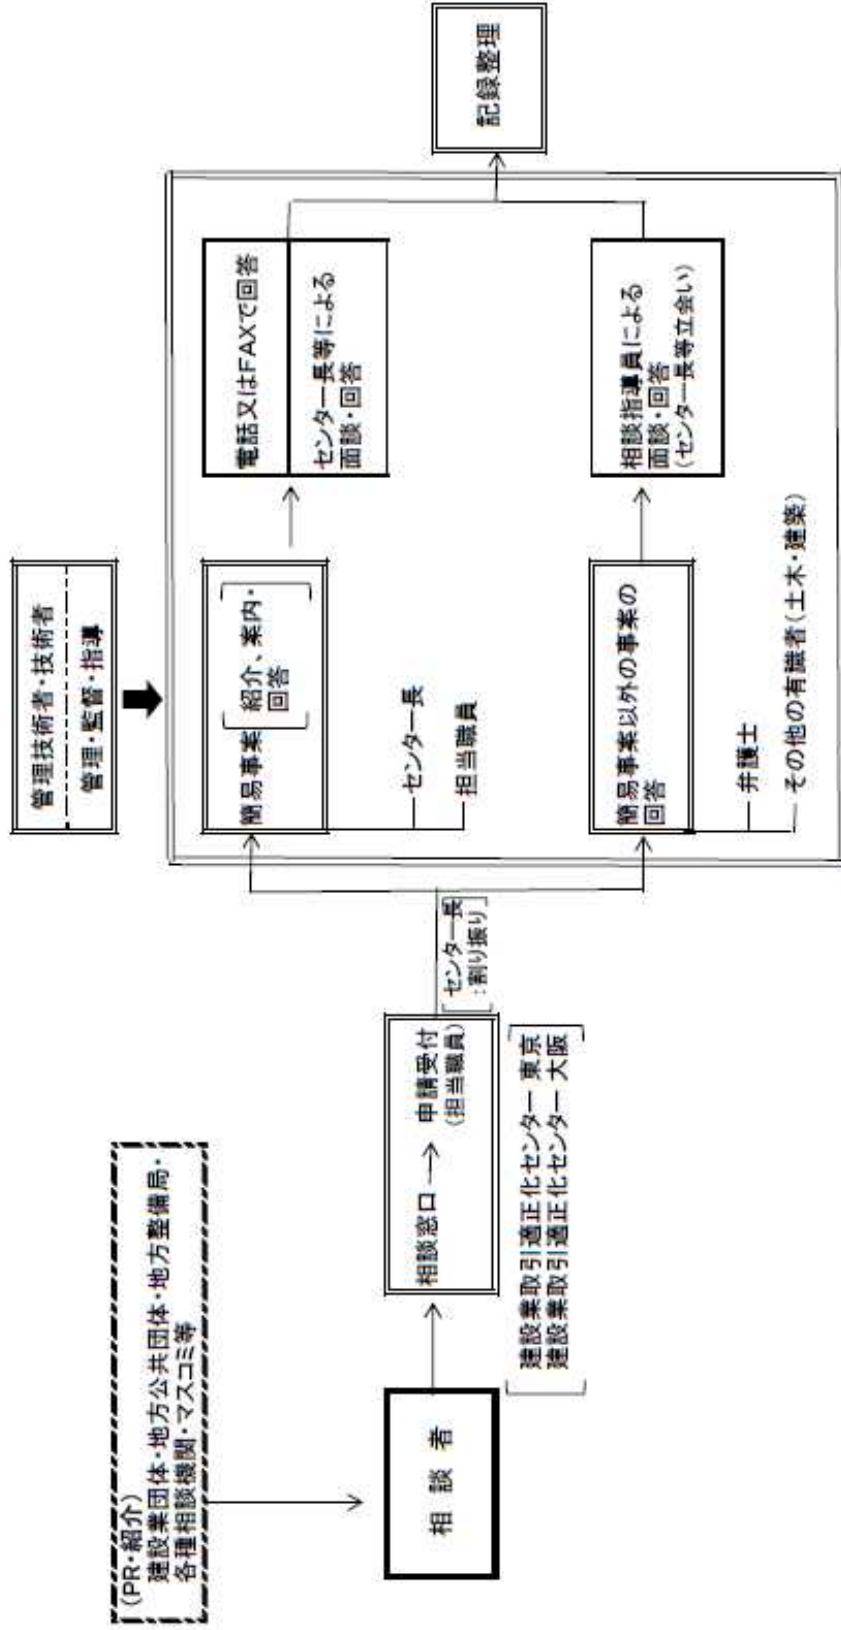 (PR・紹介)
建設業団体・地方公共団体・地方整備局・
各種相談機関・マスコミ等
相談者
相談窓口 → 申請受付
(担当職員)
建設業取引適正化センター 東京
建設業取引適正化センター 大阪
センター長
:割り振り
管理技術者・技術者
管理・監督・指導
簡易事案
紹介、案内・
回答
センター長
担当職員
電話又はFAXで回答
センター長等による
面談・回答
簡易事案以外の事案の
回答
弁護士
その他の有識者(土木・建築)
相談指導員による
面談・回答
(センター長等立会い)
記録整理